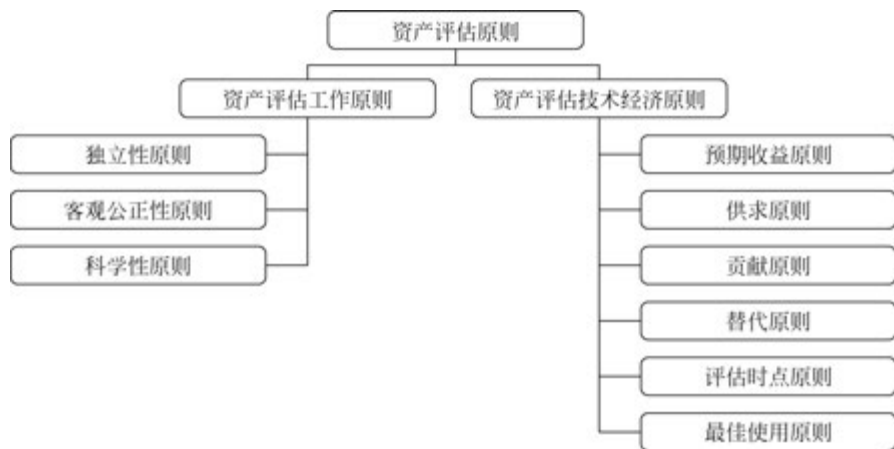 资产评估原则
资产评估工作原则
资产评估技术经济原则
独立性原则
客观公正性原则
科学性原则
预期收益原则
供求原则
贡献原则
替代原则
评估时点原则
最佳使用原则